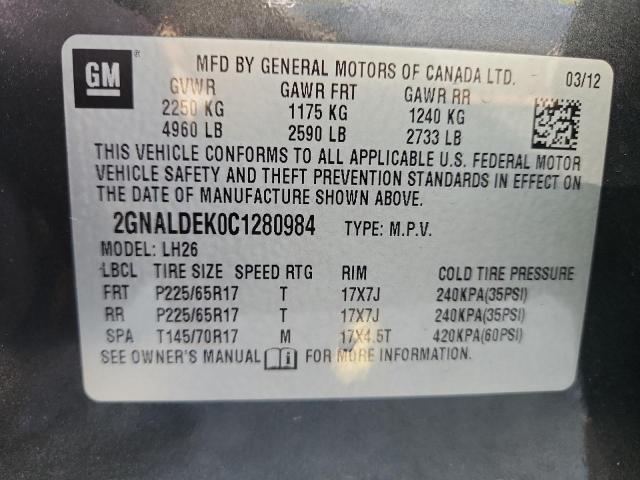 GM
MFD BY GENERAL MOTORS OF CANADA LTD. 03/12
GVWR GAWR FRT GAWR RR
2250 KG 1175 KG 1240 KG
4960 LB 2590 LB 2733 LB
THIS VEHICLE CONFORMS TO ALL APPLICABLE U.S. FEDERAL MOTOR
VEHICLE SAFETY AND THEFT PREVENTION STANDARDS IN EFFECT ON
THE DATE OF MANUFACTURE SHOWN ABOVE.
2GNALDEK0C1280984 TYPE: M.P.V.
MODEL: LH26
LBCL TIRE SIZE SPEED RTG RIM COLD TIRE PRESSURE
FRT P225/65R17 T 17X7J 240KPA(35PSI)
RR P225/65R17 T 17X7J 240KPA(35PSI)
SPA T145/70R17 M 17X4.5T 420KPA(60PSI)
SEE OWNER'S MANUAL FOR MORE INFORMATION.